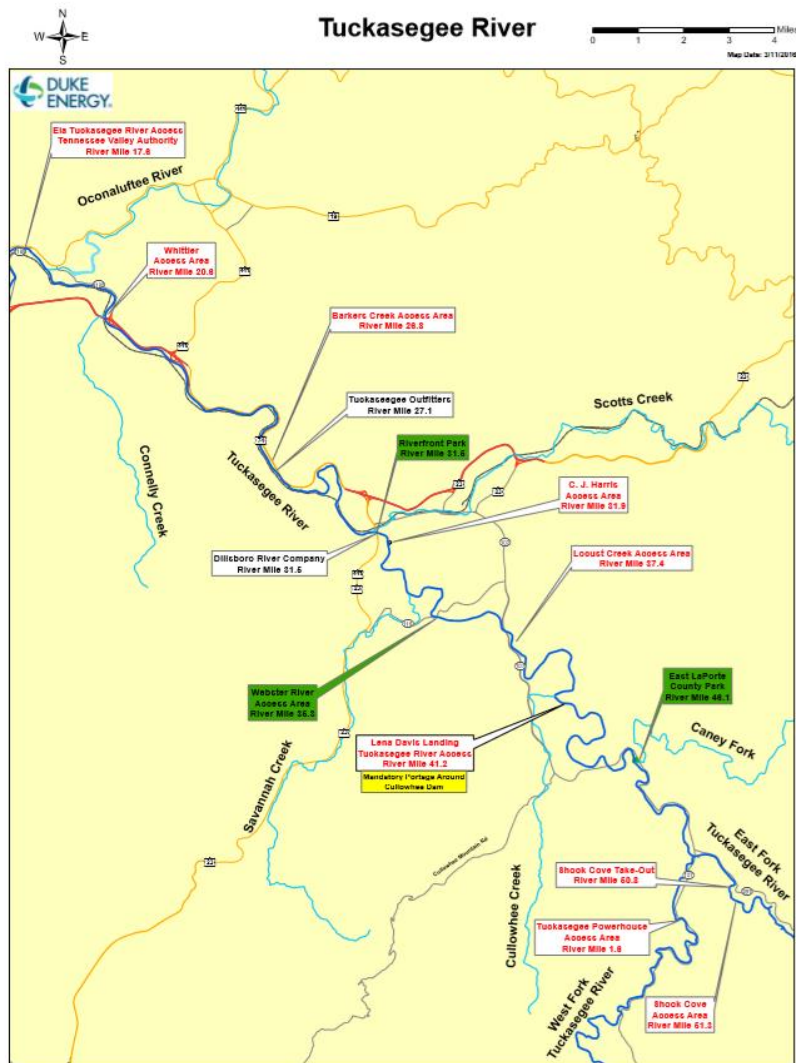 N
W E
S
Tuckasegee River
0 1 2 3 4 Miles
Map Date: 3/11/2016
DUKE
ENERGY®
Ela Tuckasegee River Access
Tennessee Valley Authority
River Mile 17.6
Oconaluftee River
Whittier
Access Area
River Mile 20.6
Barkers Creek Access Area
River Mile 26.8
Tuckaseegee Outfitters
River Mile 27.1
Scotts Creek
Riverfront Park
River Mile 31.6
Connelly Creek
Tuckasegee River
C. J. Harris
Access Area
River Mile 31.9
Dillsboro River Company
River Mile 31.5
Locust Creek Access Area
River Mile 37.4
Webster River
Access Area
River Mile 35.3
East LaPorte
County Park
River Mile 46.1
Lena Davis Landing
Tuckasegee River Access
River Mile 41.2
Mandatory Portage Around
Cullowhee Dam
Caney Fork
Savannah Creek
Cullowhee Mountain Rd
East Fork
Tuckasegee River
Shook Cove Take-Out
River Mile 50.8
Cullowhee Creek
Tuckasegee Powerhouse
Access Area
River Mile 1.8
West Fork
Tuckasegee River
Shook Cove
Access Area
River Mile 51.3